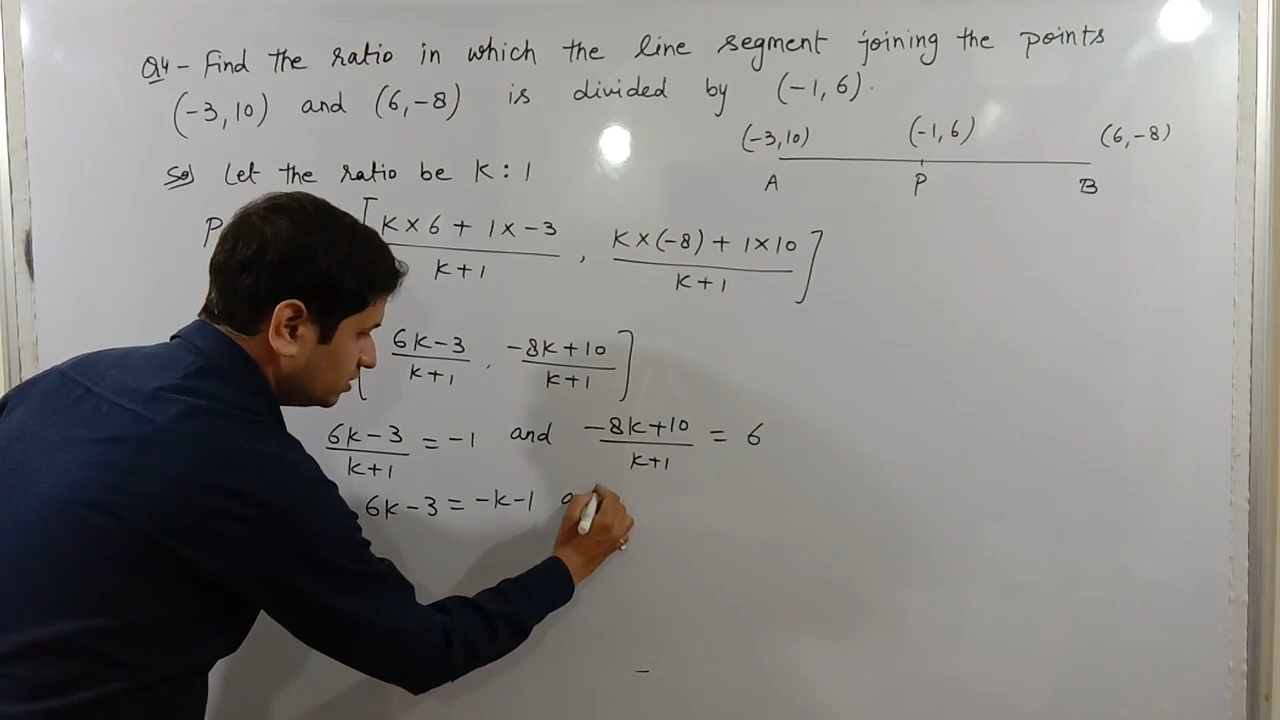 Q4 - Find the ratio in which the line segment joining the points
(-3, 10) and (6, -8) is divided by (-1, 6).
(-3, 10) (-1, 6) (6, -8)
A P B
Sol Let the ratio be K : 1
P [ K × 6 + 1 × -3 / K+1 , K × (-8) + 1 × 10 / K+1 ]
[ 6K-3 / K+1 , -8K+10 / K+1 ]
6K-3 / K+1 = -1 and -8K+10 / K+1 = 6
6K-3 = -K-1